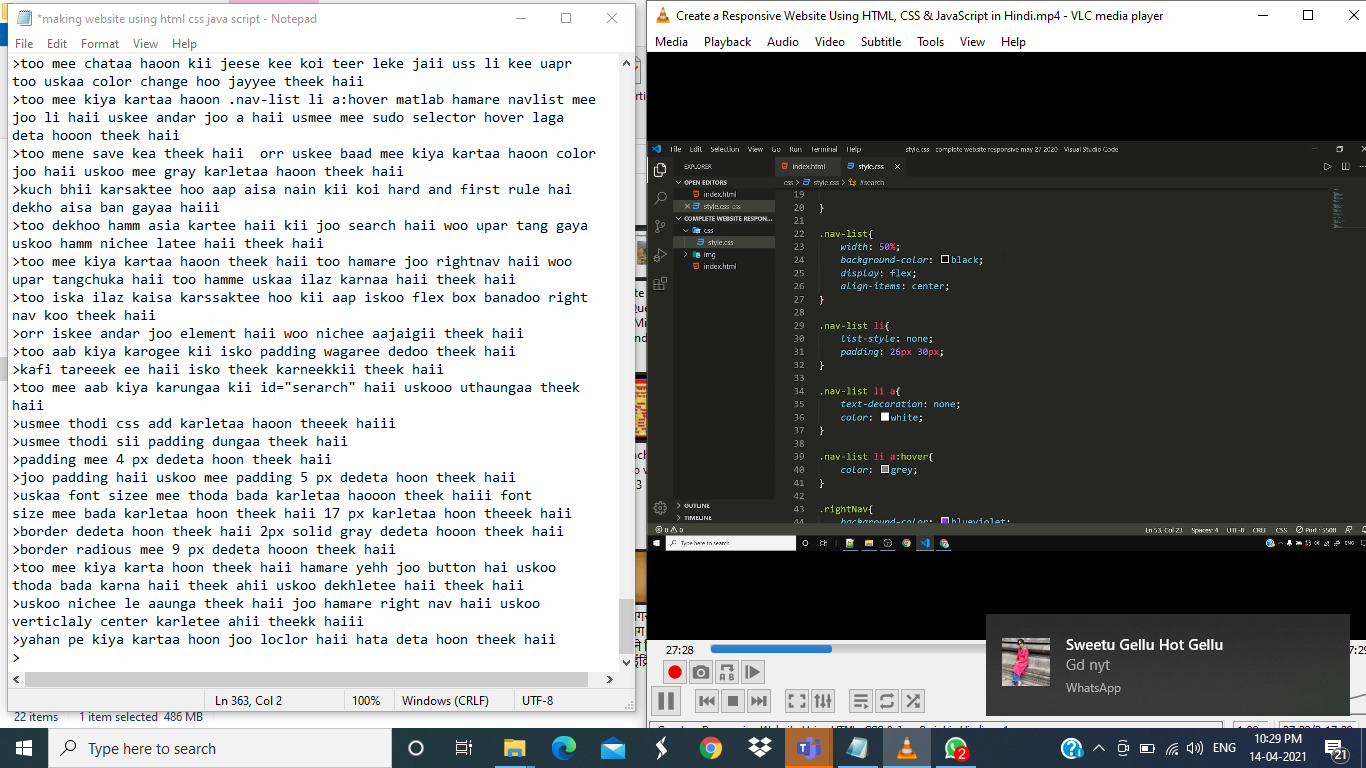 *making website using html css java script - Notepad
File Edit Format View Help
>too mee chataa haoon kii jeese kee koi teer leke jaii uss li kee uapr
too uskaa color change hoo jayyee theek haii
>too mee kiya kartaa haoon .nav-list li a:hover matlab hamare navlist mee
joo li haii uskee andar joo a haii usmee mee sudo selector hover laga
deta hooon theek haii
>too mene save kea theek haii  orr uskee baad mee kiya kartaa haoon color
joo haii uskoo mee gray karletaa haoon theek haii
>kuch bhii karsaktee hoo aap aisa nain kii koi hard and first rule hai
dekho aisa ban gayaa haiii
>too dekhoo hamm asia kartee haii kii joo search haii woo upar tang gaya
uskoo hamm nichee latee haii theek haii
>too mee kiya kartaa haoon theek haii too hamare joo rightnav haii woo
upar tangchuka haii too hamme uskaa ilaz karnaa haii theek haii
>too iska ilaz kaisa karssaktee hoo kii aap iskoo flex box banadoo right
nav koo theek haii
>orr iskee andar joo element haii woo nichee aajaigii theek haii
>too aab kiya karogee kii isko padding wagaree dedoo theek haii
>kafi tareeek ee haii isko theek karneekkii theek haii
>too mee aab kiya karungaa kii id="serarch" haii uskooo uthaungaa theek
haii
>usmee thodi css add karletaa haoon theeek haiii
>usmee thodi sii padding dungaa theek haii
>padding mee 4 px dedeta hoon theek haii
>joo padding haii uskoo mee padding 5 px dedeta hoon theek haii
>uskaa font sizee mee thoda bada karletaa haooon theek haiii font
size mee bada karletaa hoon theek haii 17 px karletaa hoon theeek haii
>border dedeta hoon theek haii 2px solid gray dedeta hooon theek haii
>border radious mee 9 px dedeta hooon theek haii
>too mee kiya karta hoon theek haii hamare yehh joo button hai uskoo
thoda bada karna haii theek ahii uskoo dekhletee haii theek haii
>uskoo nichee le aaunga theek haii joo hamare right nav haii uskoo
verticlaly center karletee ahii theekk haiii
>yahan pe kiya kartaa hoon joo loclor haii hata deta hoon theek haii
>
Ln 363, Col 2 100% Windows (CRLF) UTF-8
22 items 1 item selected 486 MB
Create a Responsive Website Using HTML, CSS & JavaScript in Hindi.mp4 - VLC media player
Media Playback Audio Video Subtitle Tools View Help
File Edit Selection View Go Run Terminal Help style.css - complete website responsive may 27 2020 - Visual Studio Code
EXPLORER
OPEN EDITORS
index.html
style.css css
COMPLETE WEBSITE RESPON...
css
style.css
img
index.html
OUTLINE
TIMELINE
index.html style.css
css > style.css > #search
19
20 }
21
22 .nav-list{
23 width: 50%;
24 background-color: black;
25 display: flex;
26 align-items: center;
27 }
28
29 .nav-list li{
30 list-style: none;
31 padding: 26px 30px;
32 }
33
34 .nav-list li a{
35 text-decoration: none;
36 color: white;
37 }
38
39 .nav-list li a:hover{
40 color: grey;
41 }
42
43 .rightNav{
44 background-color: blueviolet;
0 0 Ln 53, Col 23 Spaces: 4 UTF-8 CRLF CSS Port : 5500
Type here to search ENG
27:28
Sweetu Gellu Hot Gellu
Gd nyt
WhatsApp
Type here to search
2
ENG
10:29 PM
14-04-2021
21